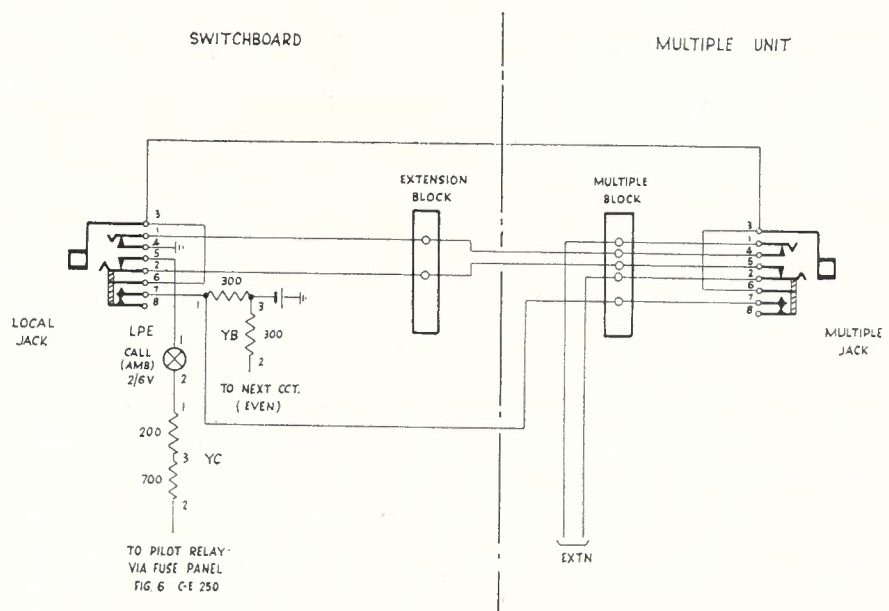 SWITCHBOARD
MULTIPLE UNIT
EXTENSION
BLOCK
MULTIPLE
BLOCK
3
1
4
5
2
6
7
8
LOCAL
JACK
300
1
3
YB
300
2
TO NEXT CCT.
(EVEN)
LPE
CALL
(AMB)
2/6V
1
2
1
200
3
YC
700
2
TO PILOT RELAY
VIA FUSE PANEL
FIG. 6 C-E 250
EXTN
3
1
4
5
2
6
7
8
MULTIPLE
JACK